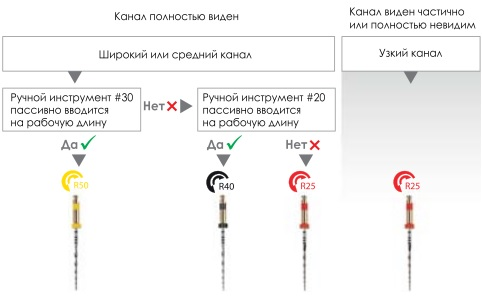 Канал полностью виден
Канал виден частично
или полностью невидим
Широкий или средний канал
Узкий канал
Ручной инструмент #30
пассивно вводится
на рабочую длину
Нет
Ручной инструмент #20
пассивно вводится
на рабочую длину
Да
Да
Нет
R50
R40
R25
R25